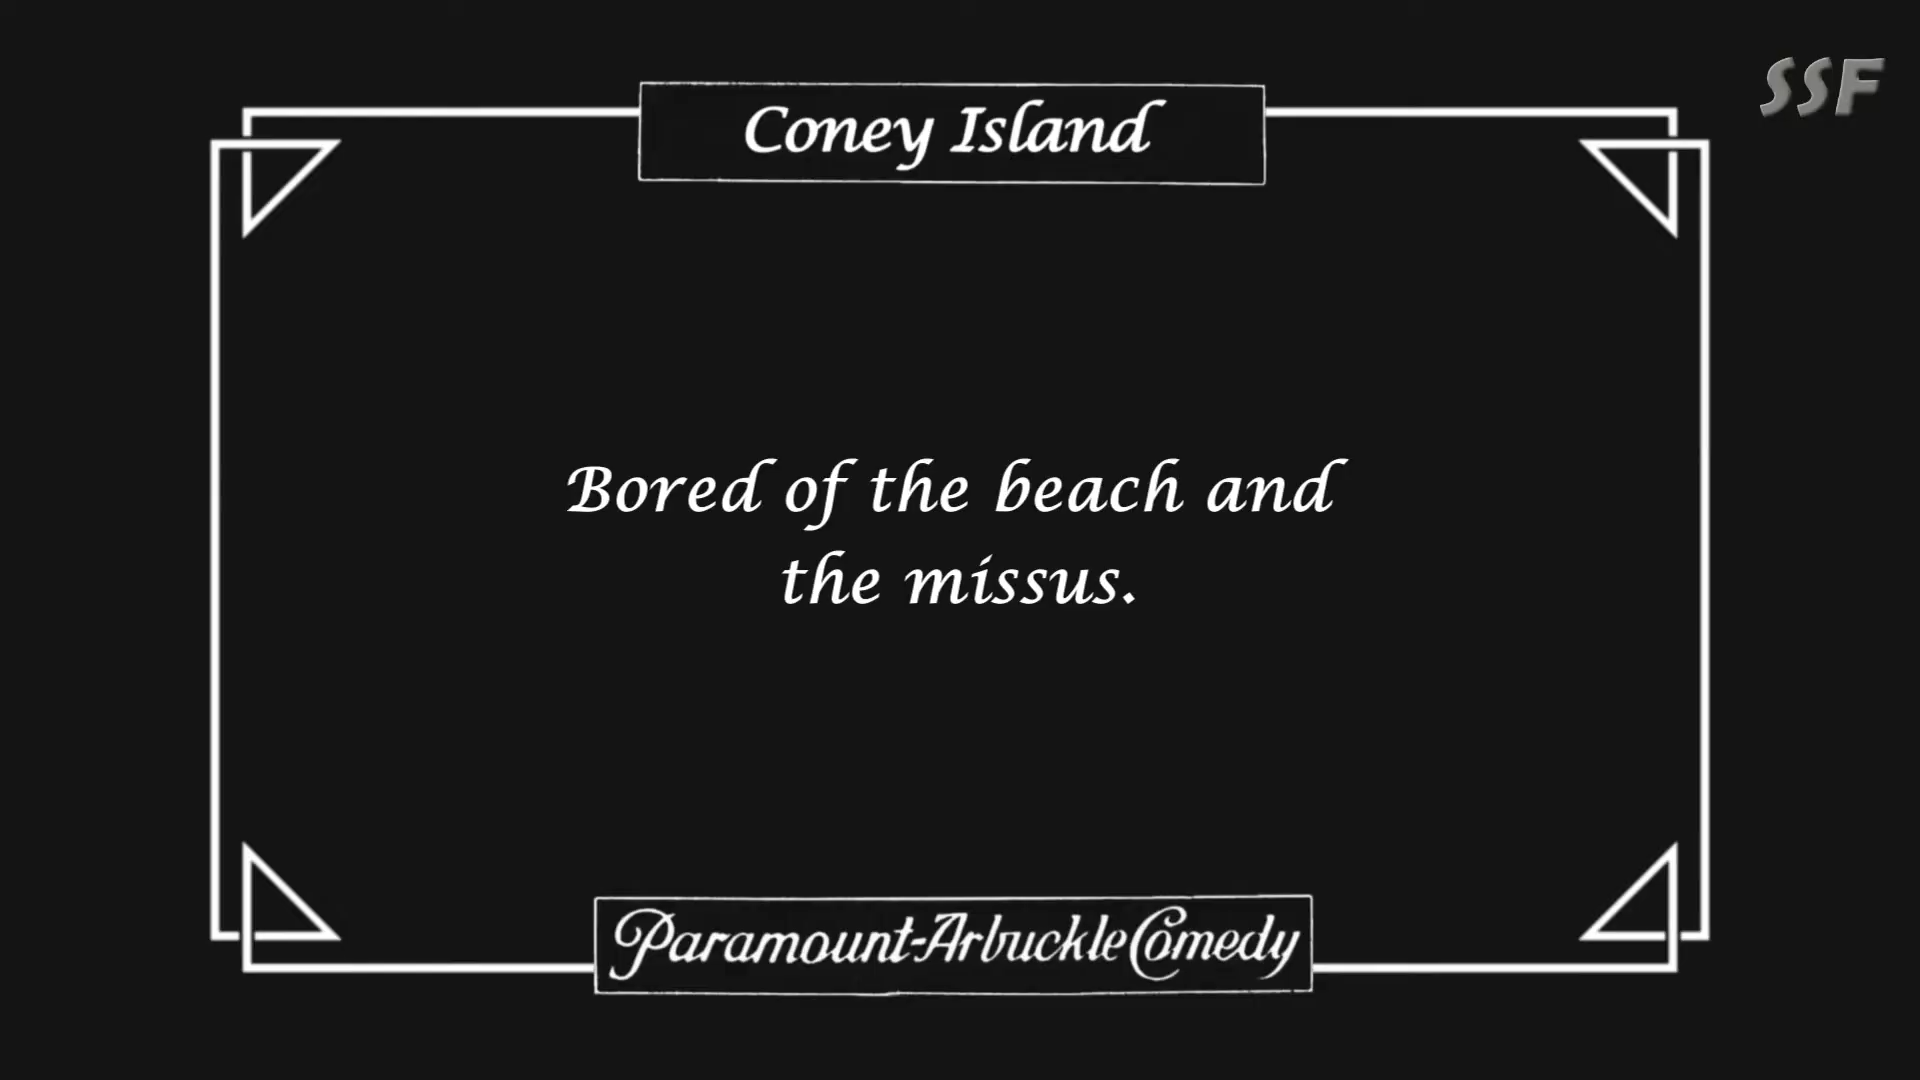 SSF
Coney Island
Bored of the beach and
the missus.
Paramount-Arbuckle Comedy